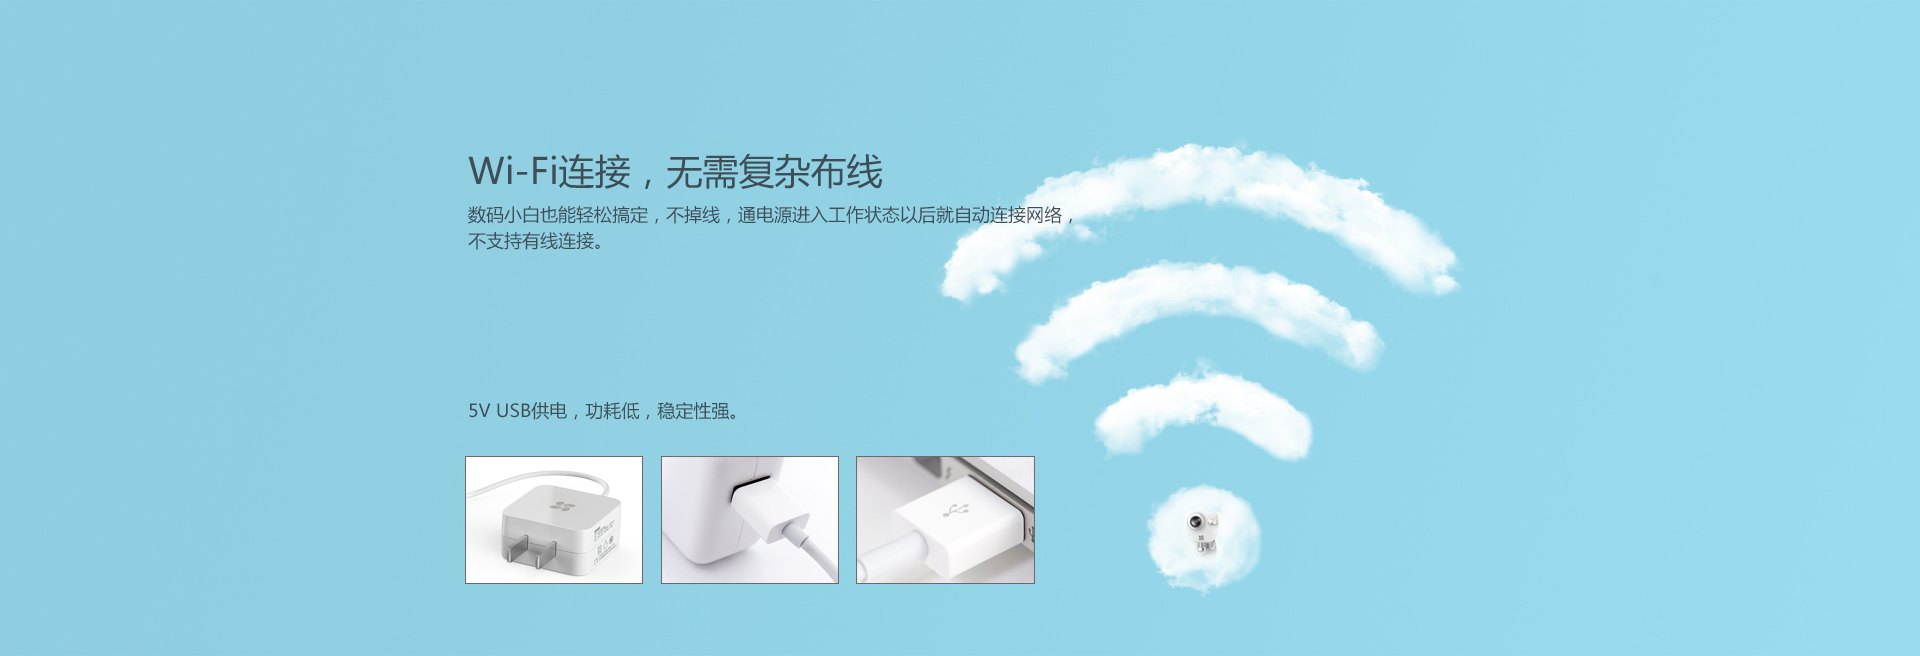 Wi-Fi连接，无需复杂布线
数码小白也能轻松搞定，不掉线，通电源进入工作状态以后就自动连接网络，
不支持有线连接。
5V USB供电，功耗低，稳定性强。